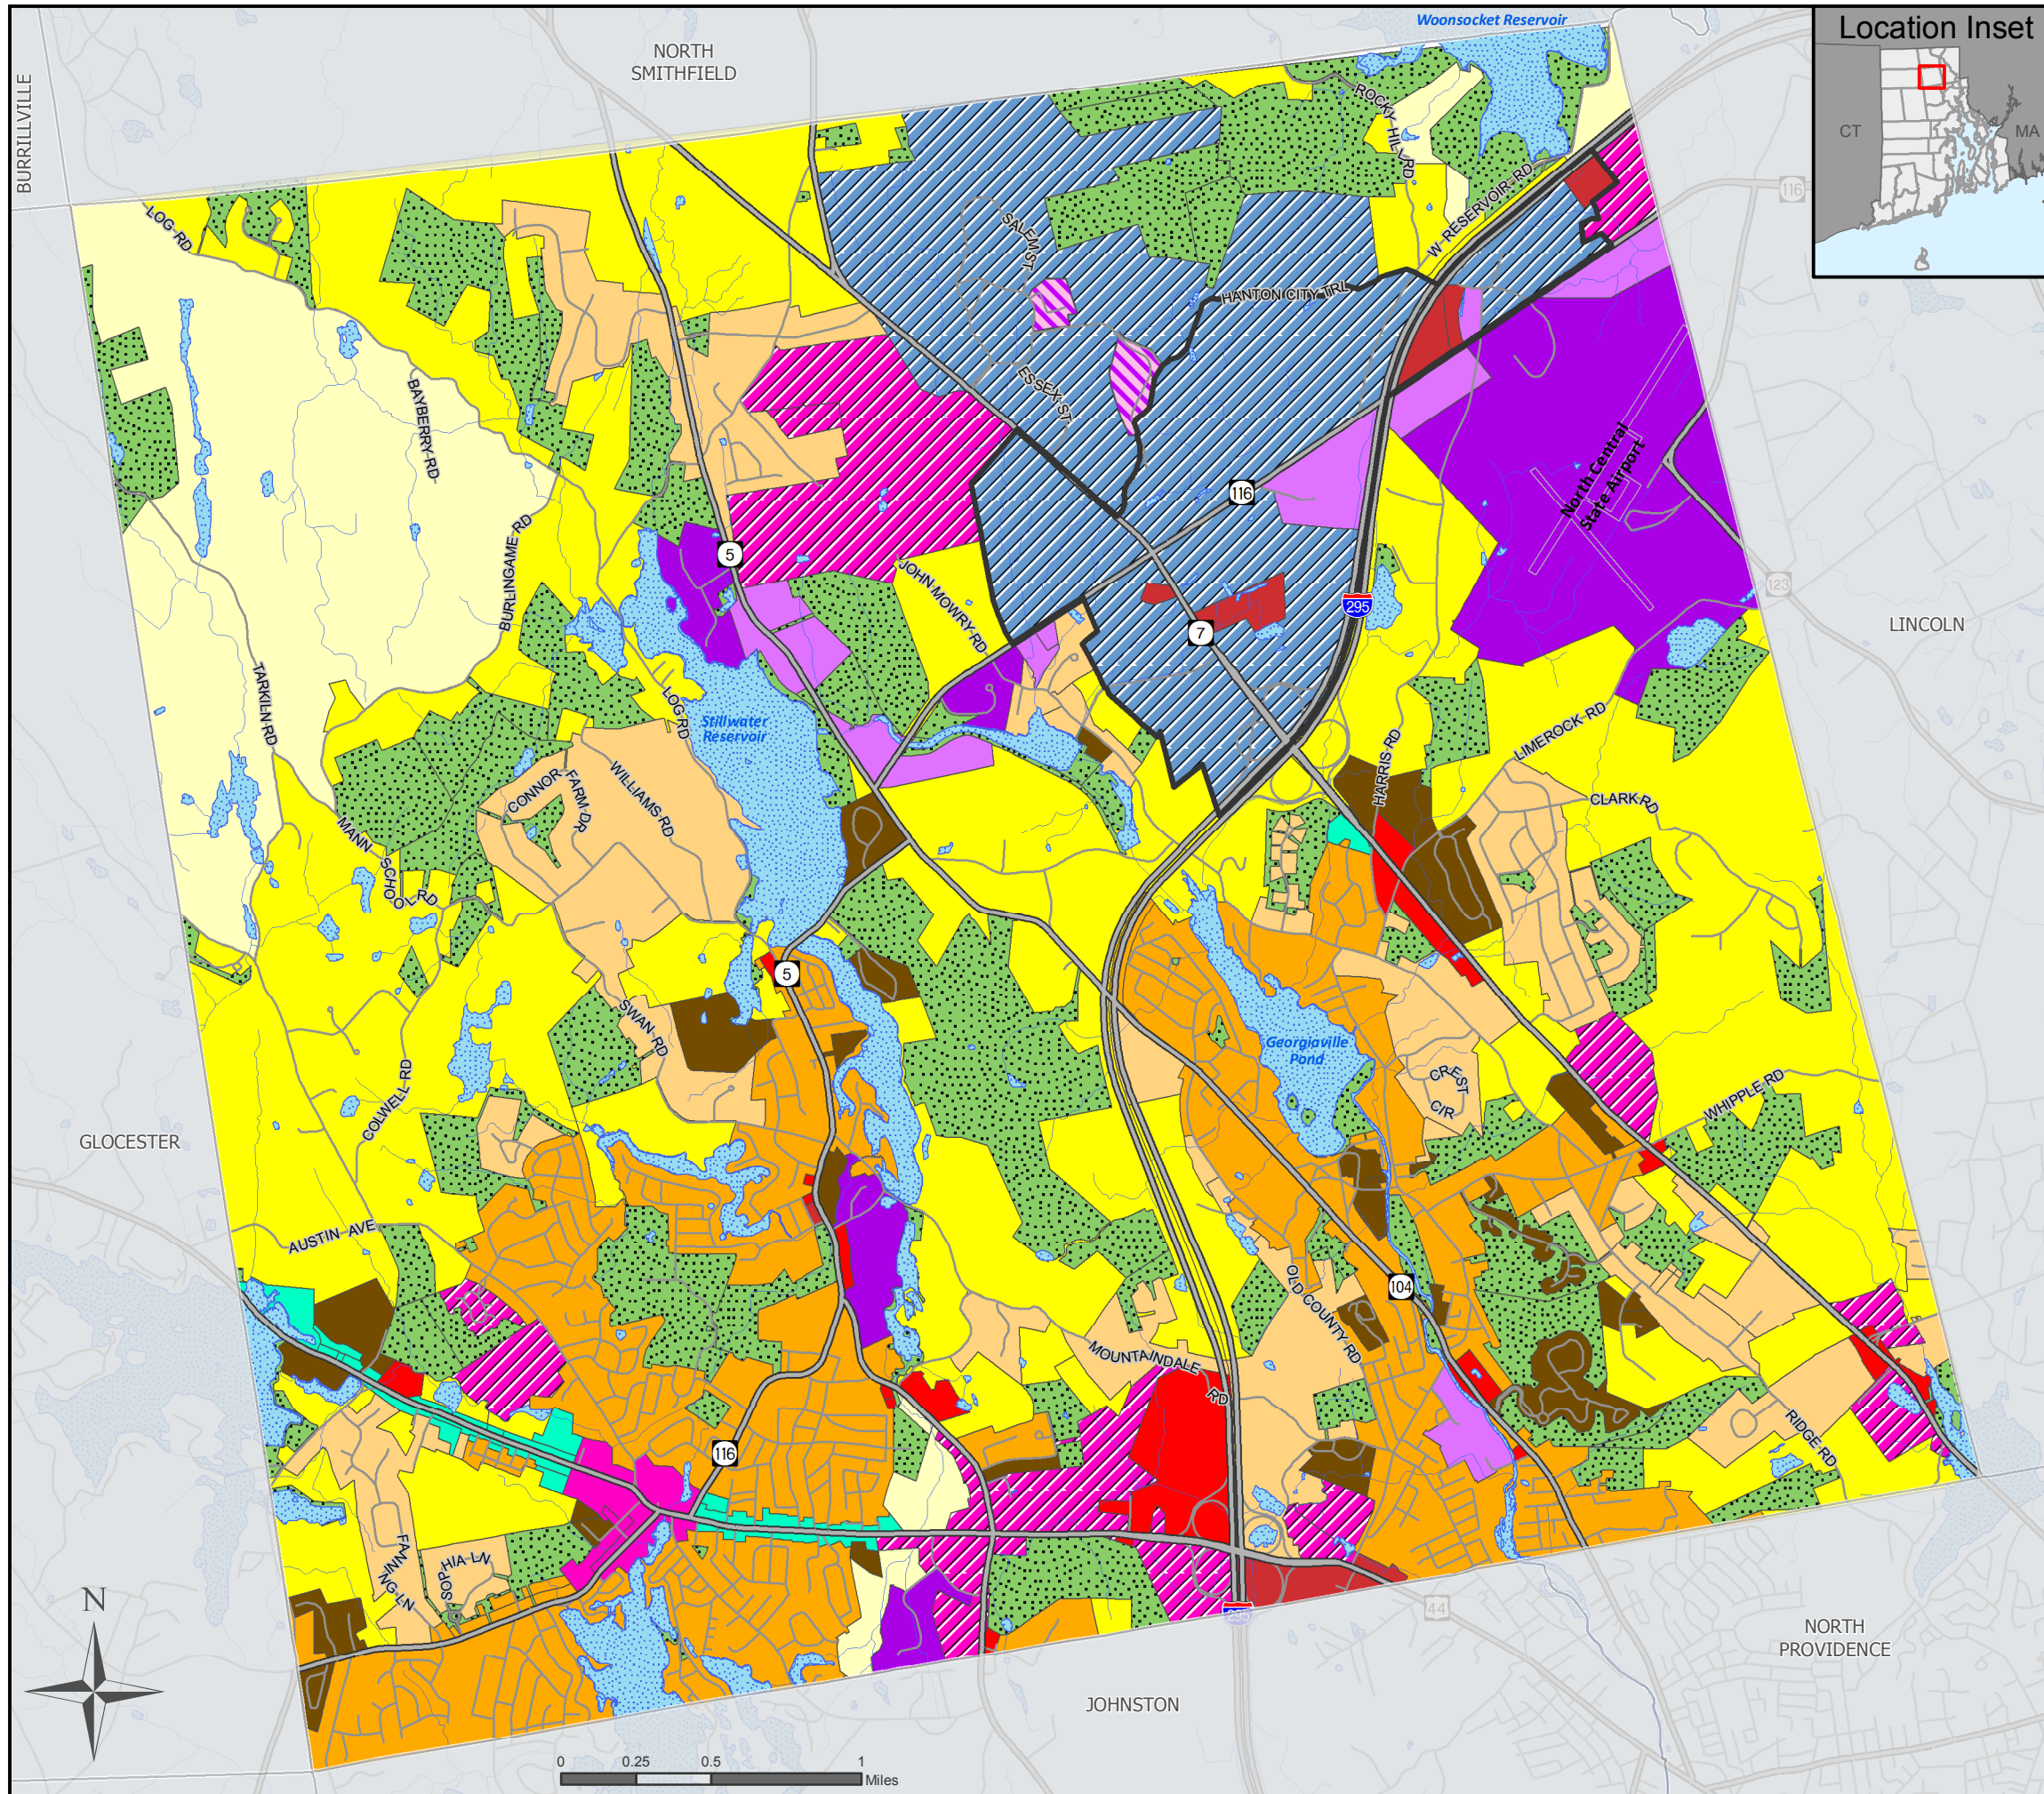 Woonsocket Reservoir
Location Inset
CT
MA
NORTH
SMITHFIELD
BURRILLVILLE
LOG RD
ROCKY HILL RD
W RESERVOIR RD
116
SALEM ST
HANTON CITY TRL
ESSEX ST
BAYBERRY RD
North Central
State Airport
116
5
BURLINGAME RD
JOHN MOWRY RD
123
295
7
LINCOLN
TARKILN RD
LOG RD
Stillwater
Reservoir
LIMEROCK RD
HARRIS RD
CONNOR
FARM DR
WILLIAMS RD
CLARK RD
MANN SCHOOL RD
5
SWAN RD
Georgiaville
Pond
COLWELL RD
CREST
CIR
WHIPPLE RD
GLOCESTER
AUSTIN AVE
OLD COUNTY RD
104
MOUNTAINDALE
RD
RIDGE RD
116
FANNING LN
SOPHIA LN
N
295
44
NORTH
PROVIDENCE
JOHNSTON
0 0.25 0.5 1
Miles